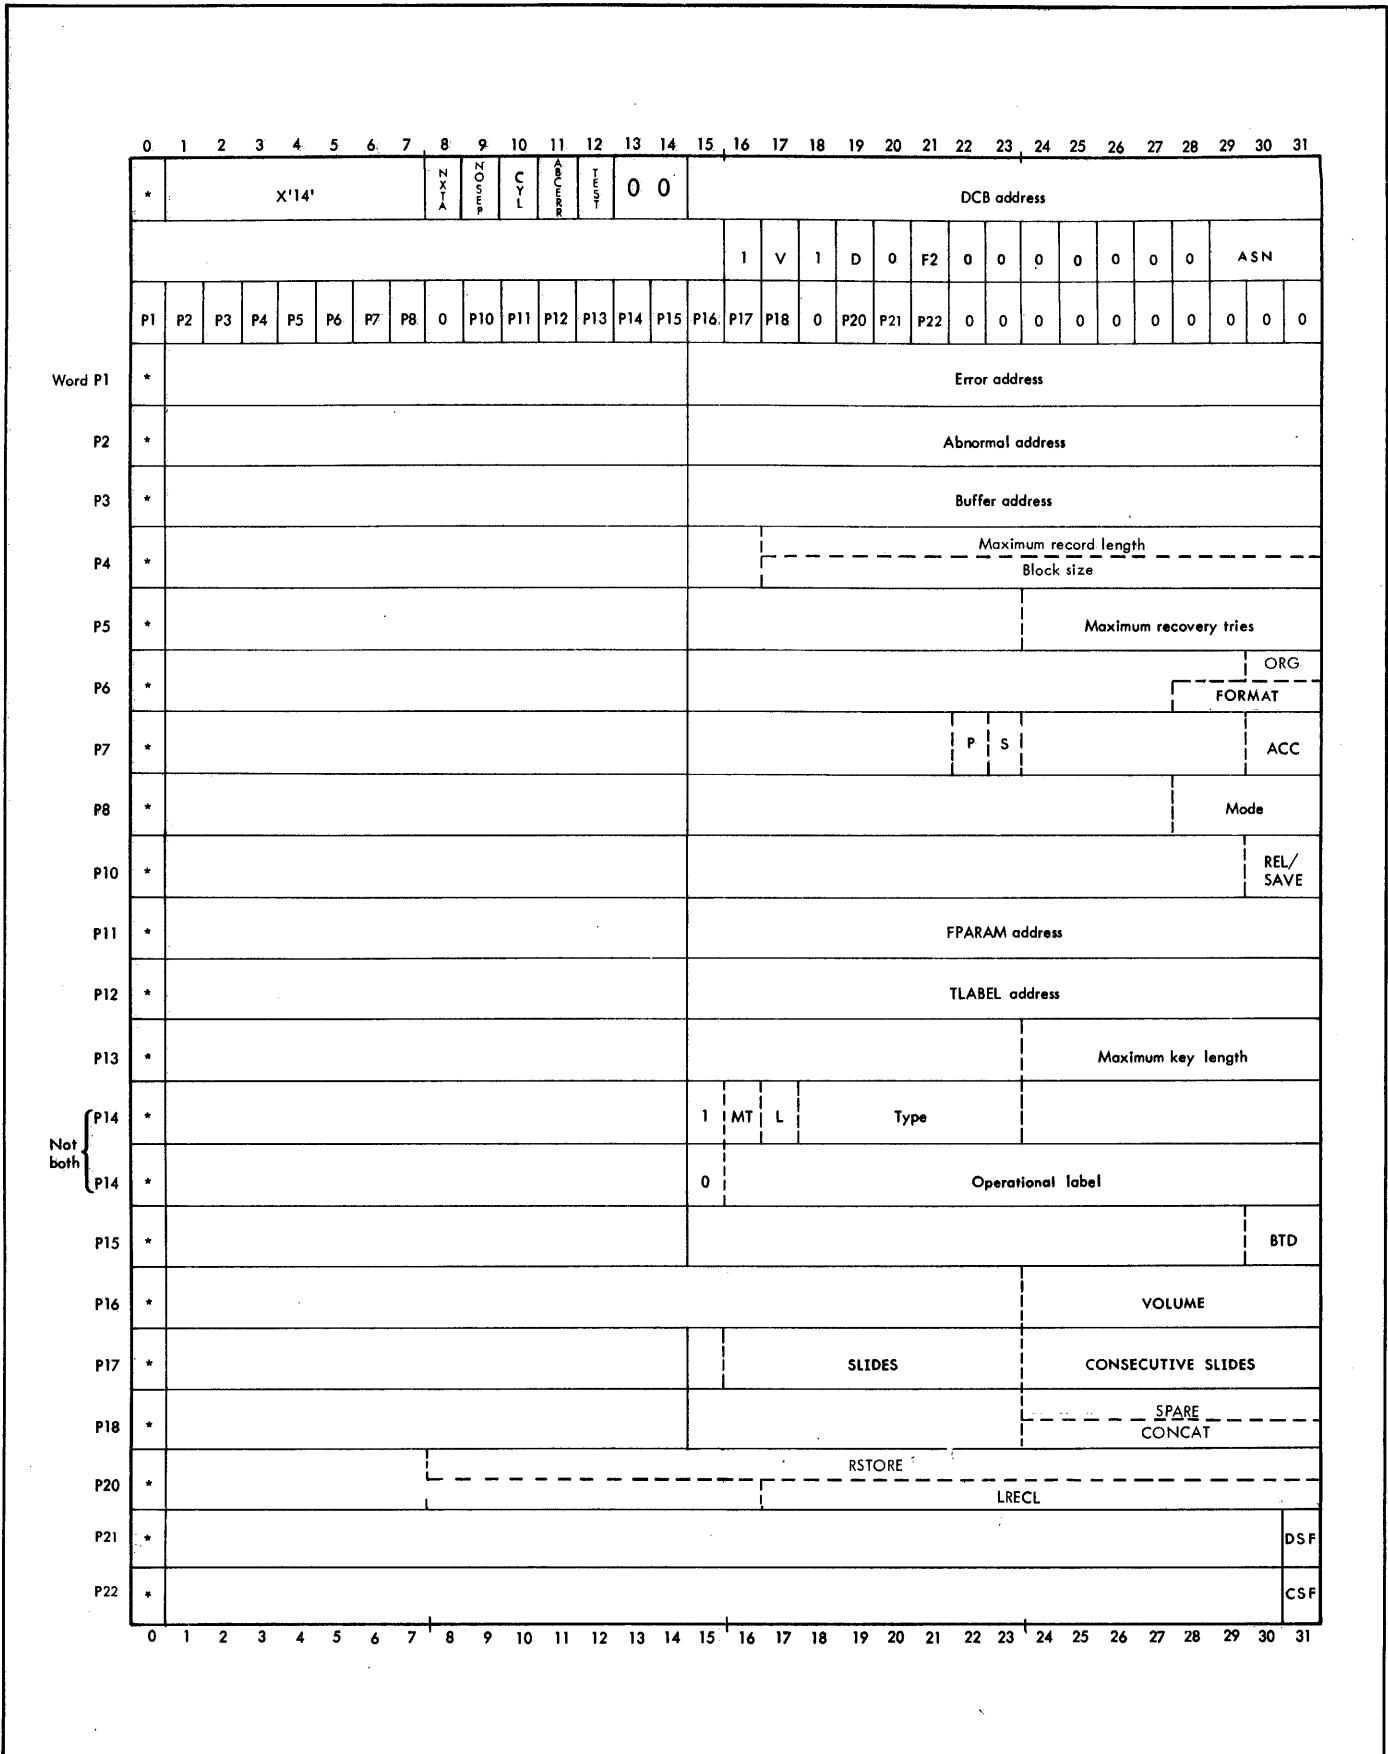 0 1 2 3 4 5 6 7 8 9 10 11 12 13 14 15 16 17 18 19 20 21 22 23 24 25 26 27 28 29 30 31
* X'14' NXTA NOSEP CYL ABCERR TEST 0 0 DCB address
1 V 1 D 0 F2 0 0 0 0 0 0 0 ASN
P1 P2 P3 P4 P5 P6 P7 P8 0 P10 P11 P12 P13 P14 P15 P16 P17 P18 0 P20 P21 P22 0 0 0 0 0 0 0 0 0 0
Word P1 * Error address
P2 * Abnormal address
P3 * Buffer address
Maximum record length
P4 *
Block size
P5 * Maximum recovery tries
ORG
P6 *
FORMAT
P7 * P S ACC
P8 * Mode
P10 * REL/
SAVE
P11 * FPARAM address
P12 * TLABEL address
P13 * Maximum key length
P14 * 1 MT L Type
Not
both
P14 * 0 Operational label
P15 * BTD
P16 * VOLUME
P17 * SLIDES CONSECUTIVE SLIDES
SPARE
P18 *
CONCAT
RSTORE
P20 *
LRECL
P21 * DSF
P22 * CSF
0 1 2 3 4 5 6 7 8 9 10 11 12 13 14 15 16 17 18 19 20 21 22 23 24 25 26 27 28 29 30 31